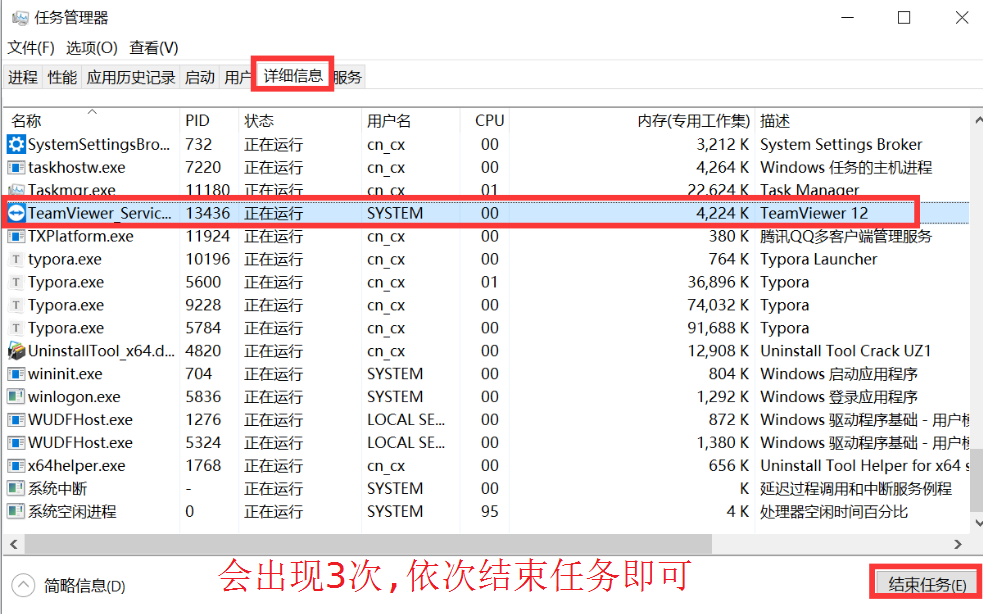 任务管理器
文件(F) 选项(O) 查看(V)
进程 性能 应用历史记录 启动 用户 详细信息 服务
名称 PID 状态 用户名 CPU 内存(专用工作集) 描述
SystemSettingsBro... 732 正在运行 cn_cx 00 3,212 K System Settings Broker
taskhostw.exe 7220 正在运行 cn_cx 00 4,264 K Windows 任务的主机进程
Taskmgr.exe 11180 正在运行 cn_cx 01 22,624 K Task Manager
TeamViewer_Servic... 13436 正在运行 SYSTEM 00 4,224 K TeamViewer 12
TXPlatform.exe 11924 正在运行 cn_cx 00 380 K 腾讯QQ多客户端管理服务
typora.exe 10196 正在运行 cn_cx 00 764 K Typora Launcher
Typora.exe 5600 正在运行 cn_cx 01 36,896 K Typora
Typora.exe 9228 正在运行 cn_cx 00 74,032 K Typora
Typora.exe 5784 正在运行 cn_cx 00 91,688 K Typora
UninstallTool_x64.d... 4820 正在运行 cn_cx 00 12,908 K Uninstall Tool Crack UZ1
wininit.exe 704 正在运行 SYSTEM 00 804 K Windows 启动应用程序
winlogon.exe 5836 正在运行 SYSTEM 00 1,292 K Windows 登录应用程序
WUDFHost.exe 1276 正在运行 LOCAL SE... 00 872 K Windows 驱动程序基础 - 用户
WUDFHost.exe 5324 正在运行 LOCAL SE... 00 1,380 K Windows 驱动程序基础 - 用户
x64helper.exe 1768 正在运行 cn_cx 00 656 K Uninstall Tool Helper for x64
系统中断 - 正在运行 SYSTEM 00 K 延迟过程调用和中断服务例程
系统空闲进程 0 正在运行 SYSTEM 95 4 K 处理器空闲时间百分比
会出现3次,依次结束任务即可
简略信息(D) 结束任务(E)